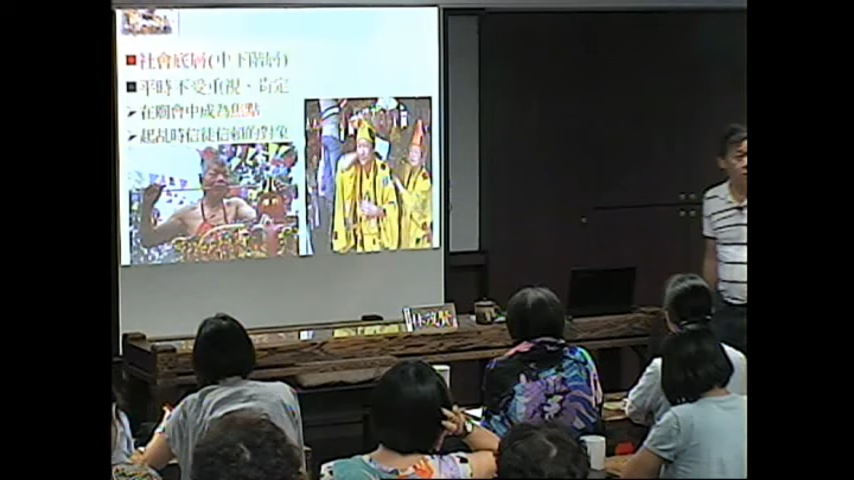 ■社會底層(中下階層)
■平時不受重視、肯定
➢在廟會中成為焦點
➢起乩時信徒信賴的對象